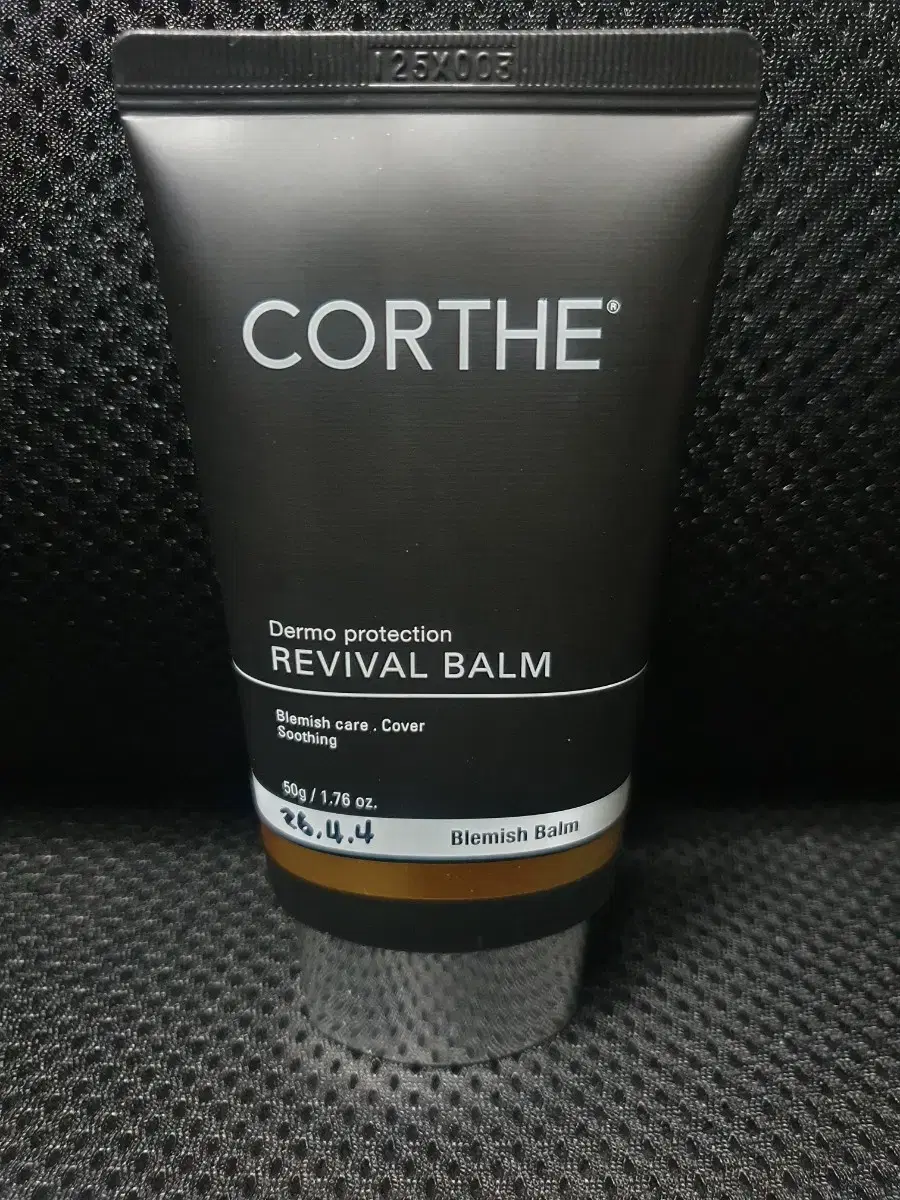 125X003
CORTHE®
Dermo protection
REVIVAL BALM
Blemish care . Cover
Soothing
50g / 1.76 oz.
26.4.4
Blemish Balm